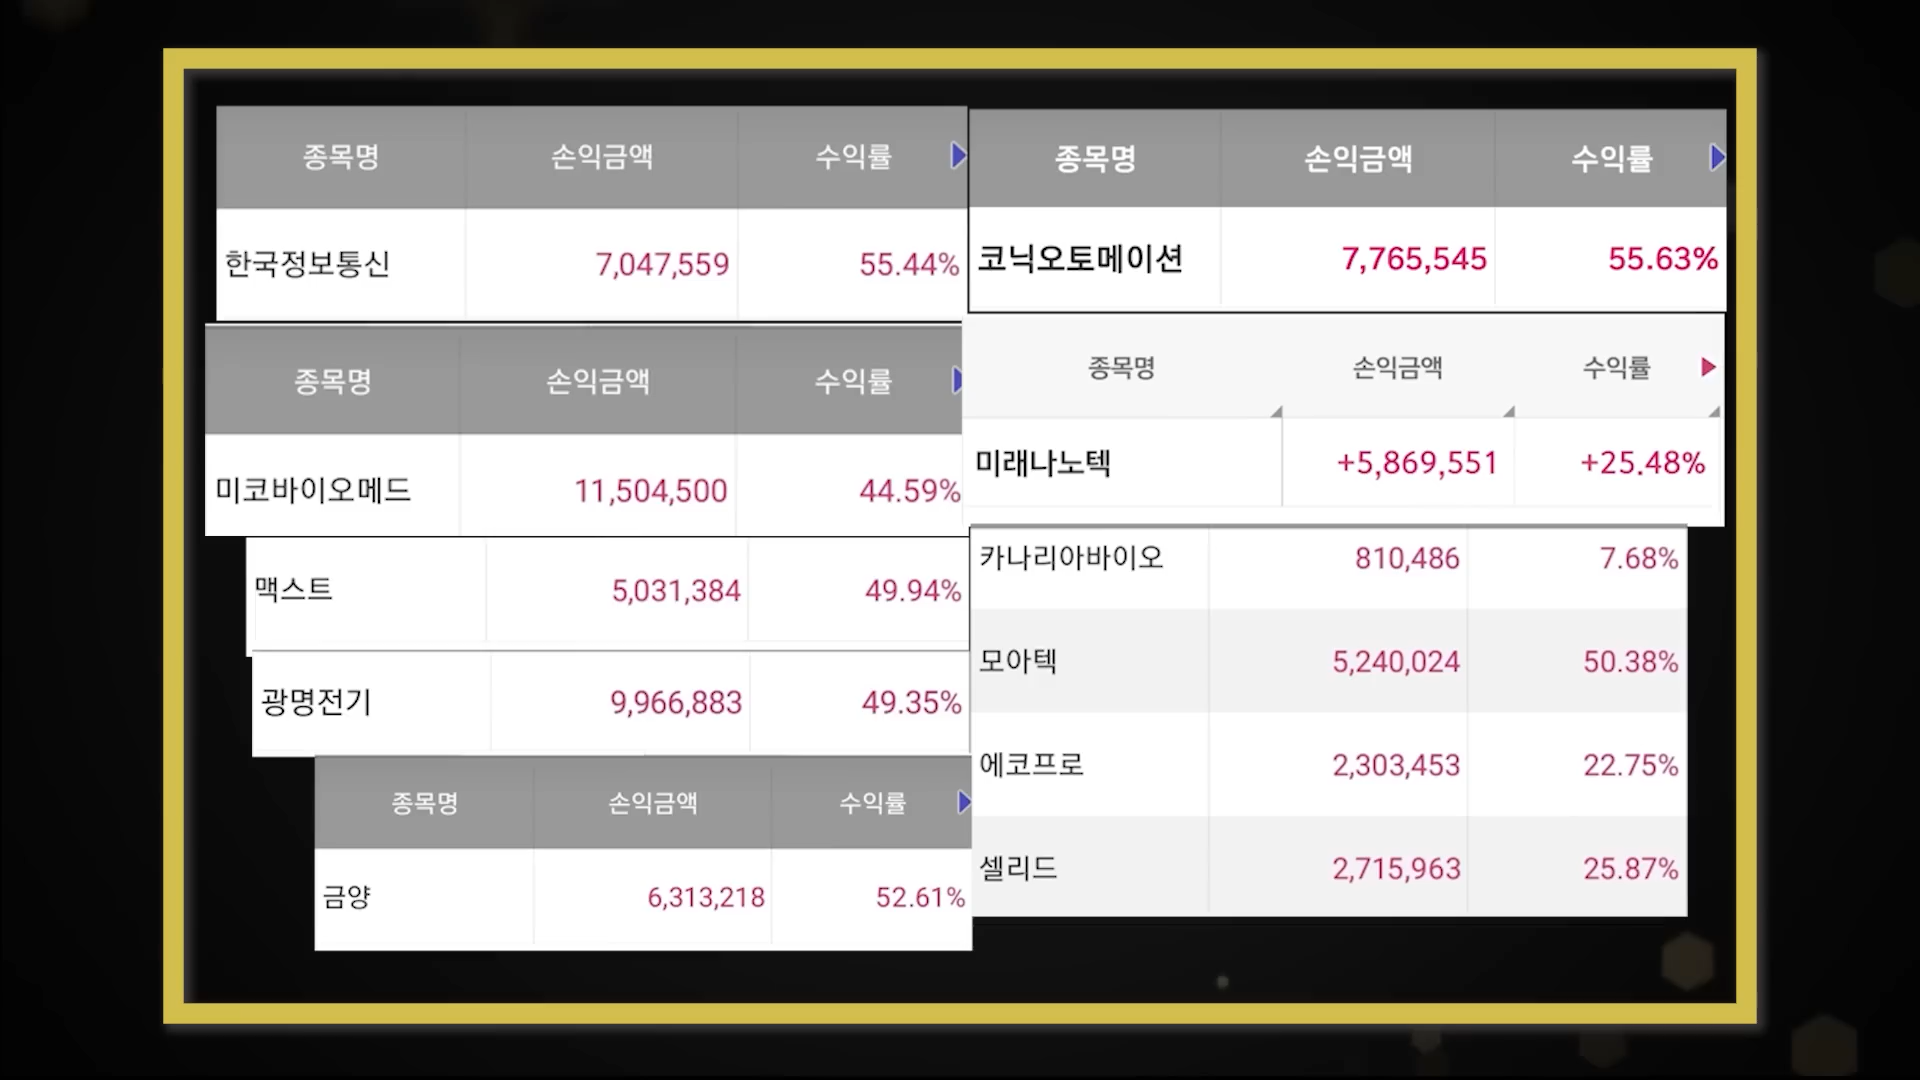 종목명 손익금액 수익률
한국정보통신 7,047,559 55.44%
종목명 손익금액 수익률
미코바이오메드 11,504,500 44.59%
맥스트 5,031,384 49.94%
광명전기 9,966,883 49.35%
종목명 손익금액 수익률
금양 6,313,218 52.61%
종목명 손익금액 수익률
코닉오토메이션 7,765,545 55.63%
종목명 손익금액 수익률
미래나노텍 +5,869,551 +25.48%
카나리아바이오 810,486 7.68%
모아텍 5,240,024 50.38%
에코프로 2,303,453 22.75%
셀리드 2,715,963 25.87%